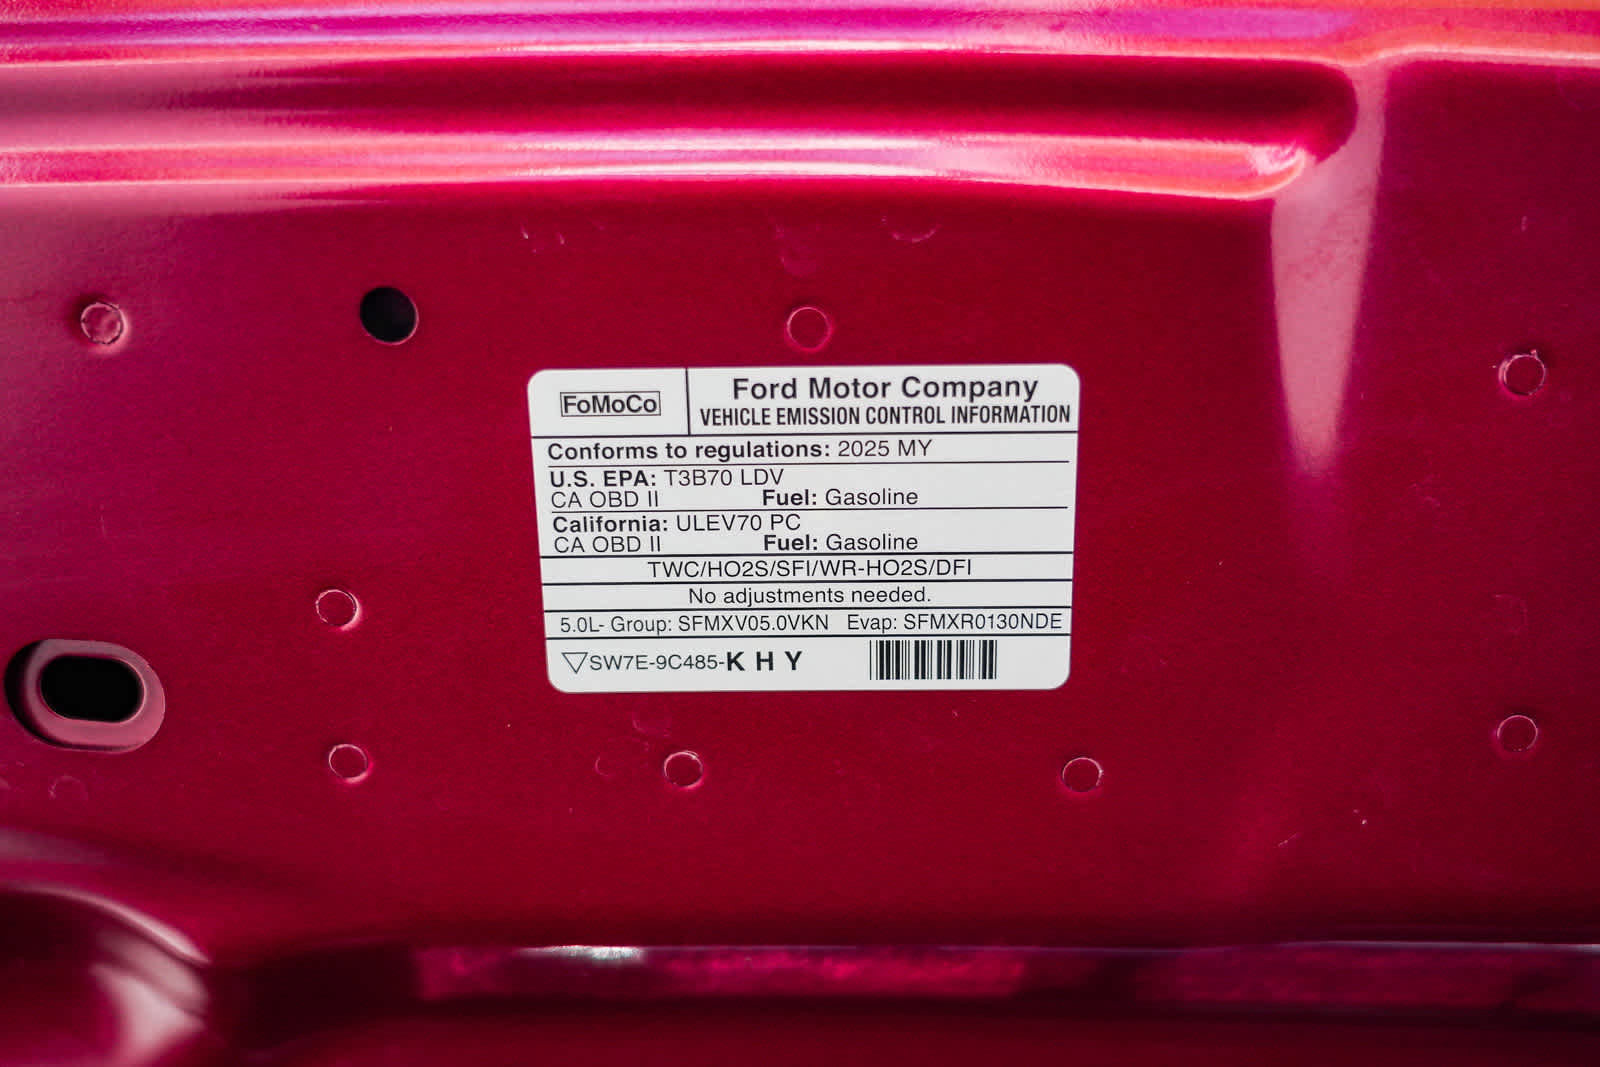 FoMoCo
Ford Motor Company
VEHICLE EMISSION CONTROL INFORMATION
Conforms to regulations: 2025 MY
U.S. EPA: T3B70 LDV
CA OBD II Fuel: Gasoline
California: ULEV70 PC
CA OBD II Fuel: Gasoline
TWC/HO2S/SFI/WR-HO2S/DFI
No adjustments needed.
5.0L- Group: SFMXV05.0VKN Evap: SFMXR0130NDE
SW7E-9C485-KHY